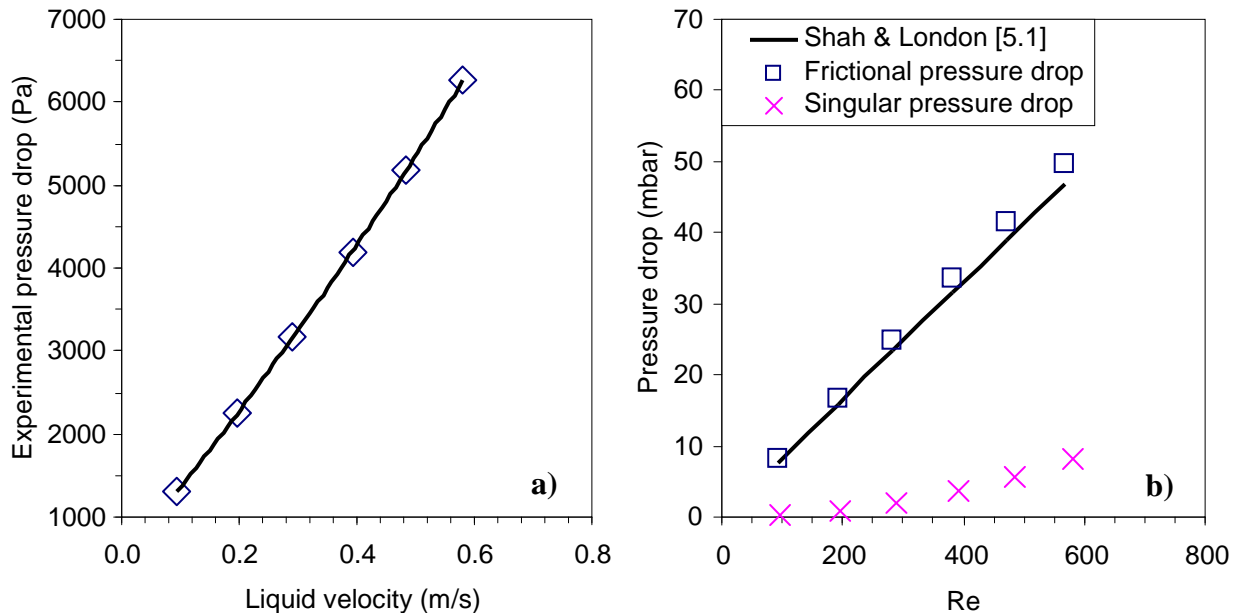 7000
6000
5000
4000
3000
2000
1000
0.0 0.2 0.4 0.6 0.8
Experimental pressure drop (Pa)
Liquid velocity (m/s)
a)
70
60
50
40
30
20
10
0
0 200 400 600 800
Pressure drop (mbar)
Re
Shah & London [5.1]
Frictional pressure drop
Singular pressure drop
b)